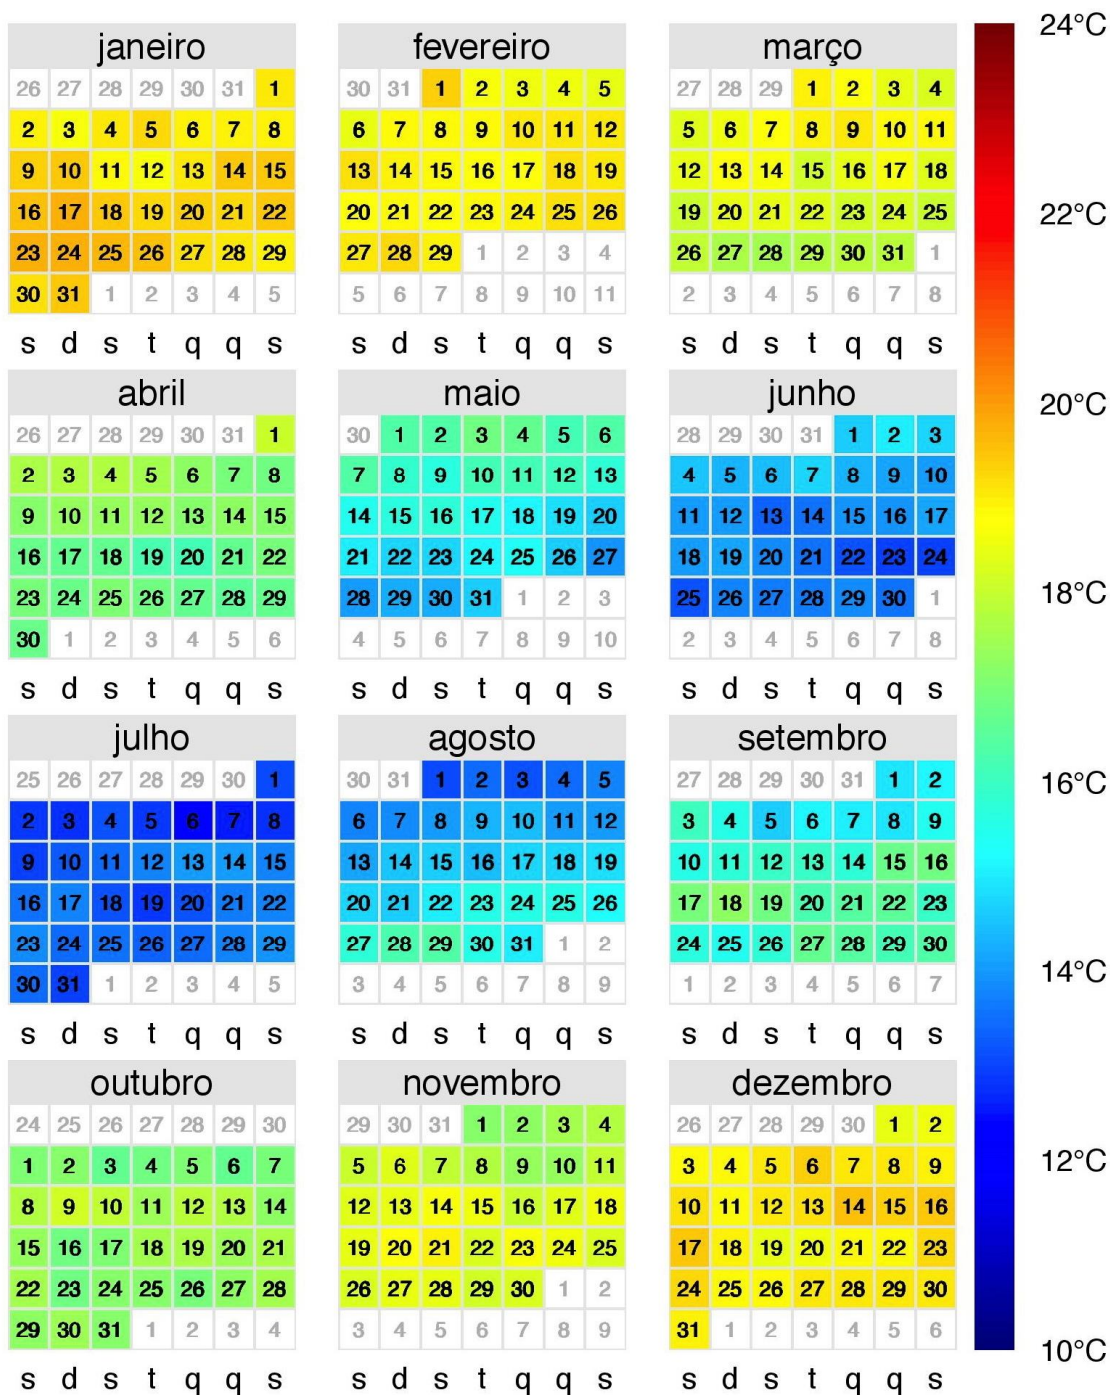 24°C
janeiro fevereiro março
26 27 28 29 30 31 1 30 31 1 2 3 4 5 27 28 29 1 2 3 4
2 3 4 5 6 7 8 6 7 8 9 10 11 12 5 6 7 8 9 10 11
9 10 11 12 13 14 15 13 14 15 16 17 18 19 12 13 14 15 16 17 18
16 17 18 19 20 21 22 20 21 22 23 24 25 26 19 20 21 22 23 24 25 22°C
23 24 25 26 27 28 29 27 28 29 1 2 3 4 26 27 28 29 30 31 1
30 31 1 2 3 4 5 5 6 7 8 9 10 11 2 3 4 5 6 7 8
s d s t q q s s d s t q q s s d s t q q s
abril maio junho 20°C
26 27 28 29 30 31 1 30 1 2 3 4 5 6 28 29 30 31 1 2 3
2 3 4 5 6 7 8 7 8 9 10 11 12 13 4 5 6 7 8 9 10
9 10 11 12 13 14 15 14 15 16 17 18 19 20 11 12 13 14 15 16 17
16 17 18 19 20 21 22 21 22 23 24 25 26 27 18 19 20 21 22 23 24
23 24 25 26 27 28 29 28 29 30 31 1 2 3 25 26 27 28 29 30 1 18°C
30 1 2 3 4 5 6 4 5 6 7 8 9 10 2 3 4 5 6 7 8
s d s t q q s s d s t q q s s d s t q q s
julho agosto setembro
25 26 27 28 29 30 1 30 31 1 2 3 4 5 27 28 29 30 31 1 2 16°C
2 3 4 5 6 7 8 6 7 8 9 10 11 12 3 4 5 6 7 8 9
9 10 11 12 13 14 15 13 14 15 16 17 18 19 10 11 12 13 14 15 16
16 17 18 19 20 21 22 20 21 22 23 24 25 26 17 18 19 20 21 22 23
23 24 25 26 27 28 29 27 28 29 30 31 1 2 24 25 26 27 28 29 30
30 31 1 2 3 4 5 3 4 5 6 7 8 9 1 2 3 4 5 6 7 14°C
s d s t q q s s d s t q q s s d s t q q s
outubro novembro dezembro
24 25 26 27 28 29 30 29 30 31 1 2 3 4 26 27 28 29 30 1 2
1 2 3 4 5 6 7 5 6 7 8 9 10 11 3 4 5 6 7 8 9 12°C
8 9 10 11 12 13 14 12 13 14 15 16 17 18 10 11 12 13 14 15 16
15 16 17 18 19 20 21 19 20 21 22 23 24 25 17 18 19 20 21 22 23
22 23 24 25 26 27 28 26 27 28 29 30 1 2 24 25 26 27 28 29 30
29 30 31 1 2 3 4 3 4 5 6 7 8 9 31 1 2 3 4 5 6 10°C
s d s t q q s s d s t q q s s d s t q q s